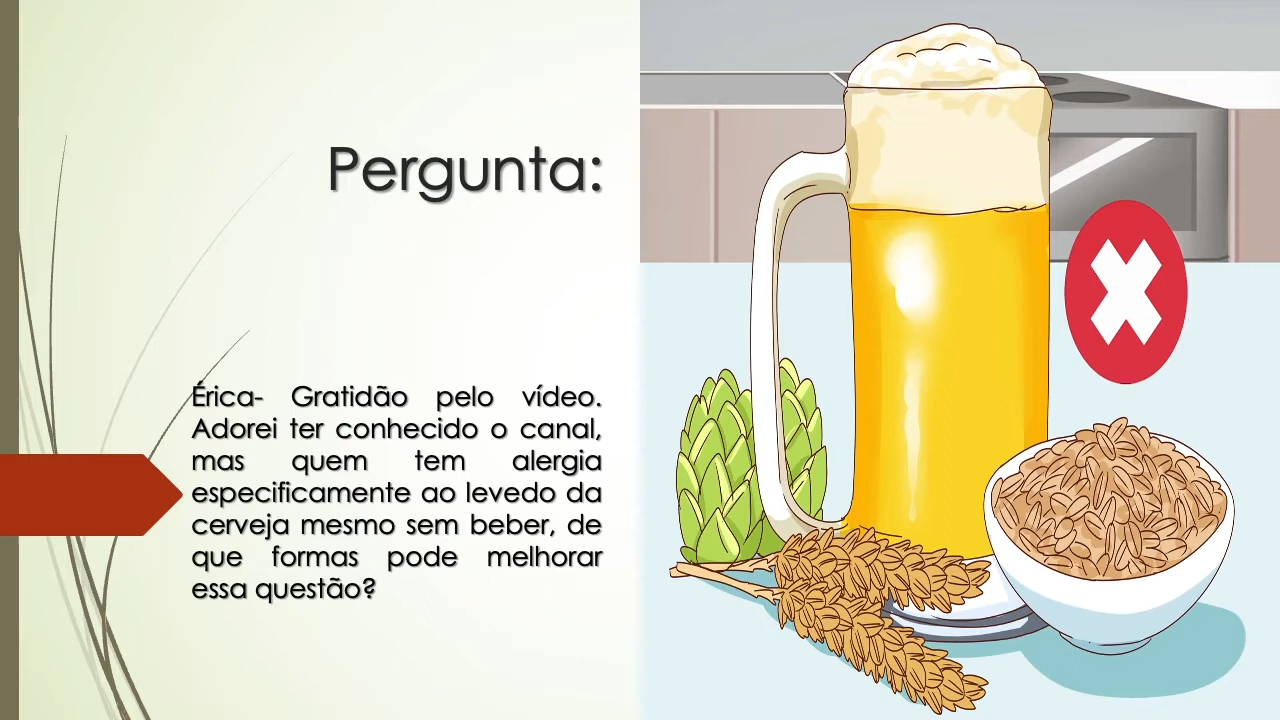 Pergunta:
Érica- Gratidão pelo vídeo.
Adorei ter conhecido o canal,
mas quem tem alergia
especificamente ao levedo da
cerveja mesmo sem beber, de
que formas pode melhorar
essa questão?